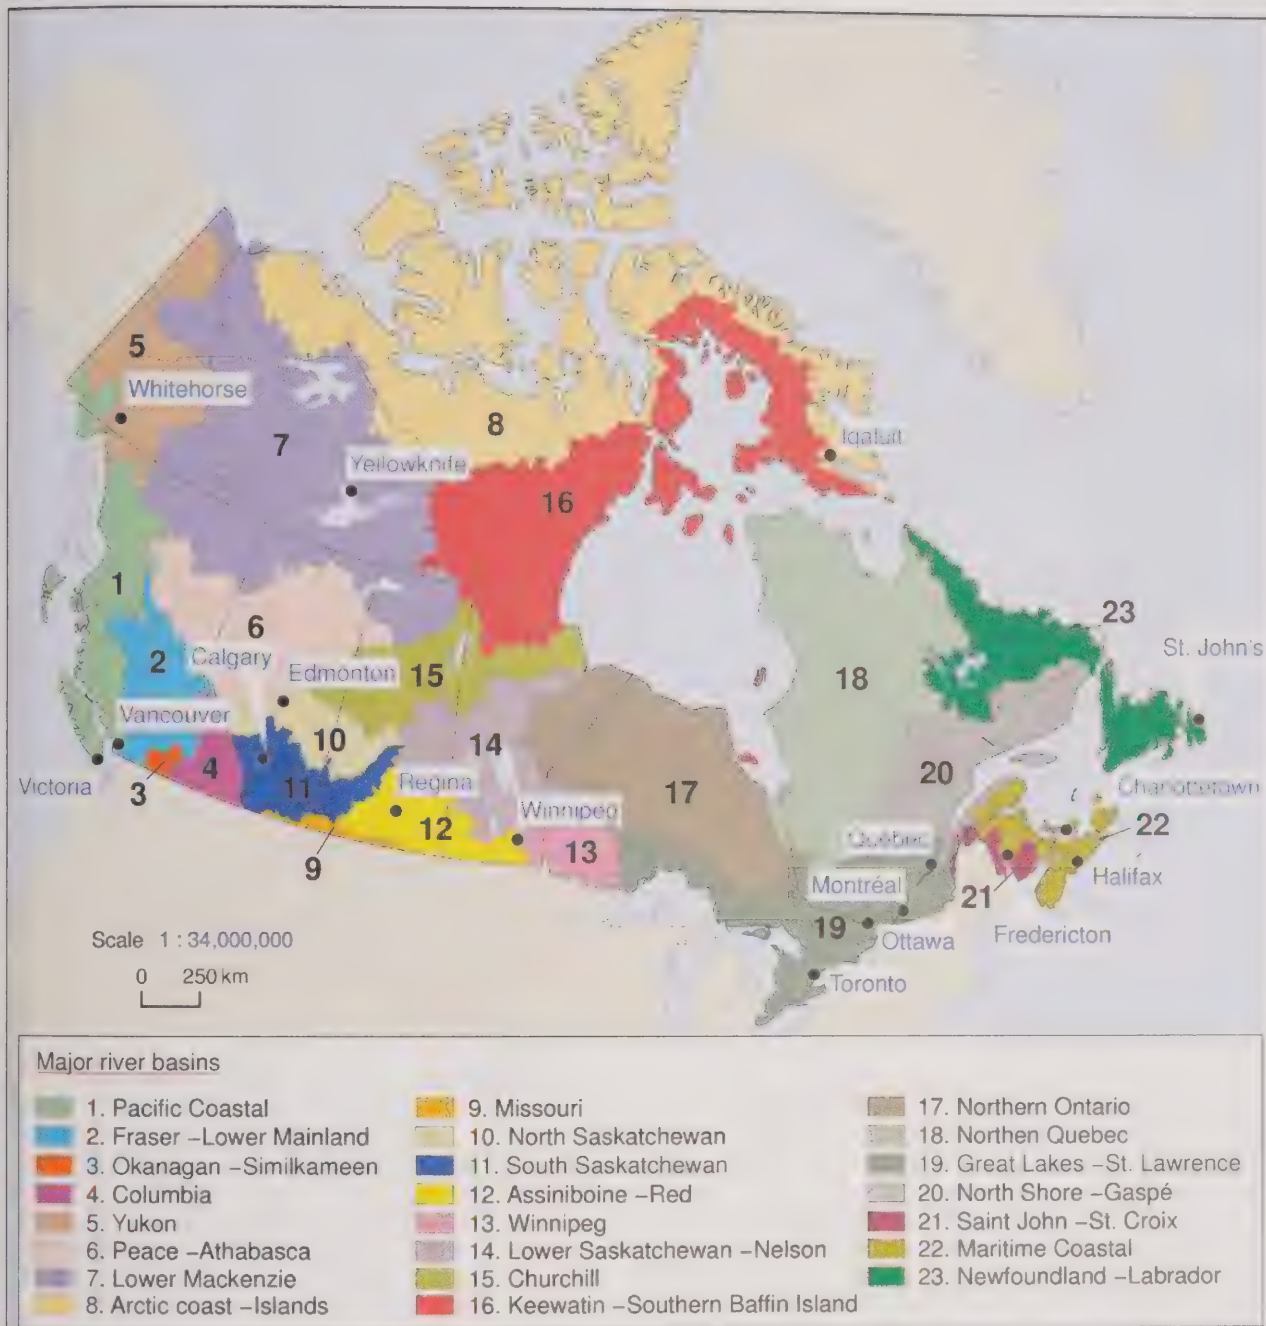 5
Whitehorse
8
7
Iqaluit
Yellowknife
16
1
23
6
St. John's
2
Calgary
Edmonton
15
18
Vancouver
10
14
4
20
Victoria
11
Regina
17
3
Charlottetown
Winnipeg
12
22
9
13
Québec
Montréal
Halifax
21
19
Ottawa
Fredericton
Scale 1 : 34,000,000
0 250 km
Toronto
Major river basins
1. Pacific Coastal
2. Fraser –Lower Mainland
3. Okanagan –Similkameen
4. Columbia
5. Yukon
6. Peace –Athabasca
7. Lower Mackenzie
8. Arctic coast –Islands
9. Missouri
10. North Saskatchewan
11. South Saskatchewan
12. Assiniboine –Red
13. Winnipeg
14. Lower Saskatchewan –Nelson
15. Churchill
16. Keewatin –Southern Baffin Island
17. Northern Ontario
18. Northen Quebec
19. Great Lakes –St. Lawrence
20. North Shore –Gaspé
21. Saint John –St. Croix
22. Maritime Coastal
23. Newfoundland –Labrador